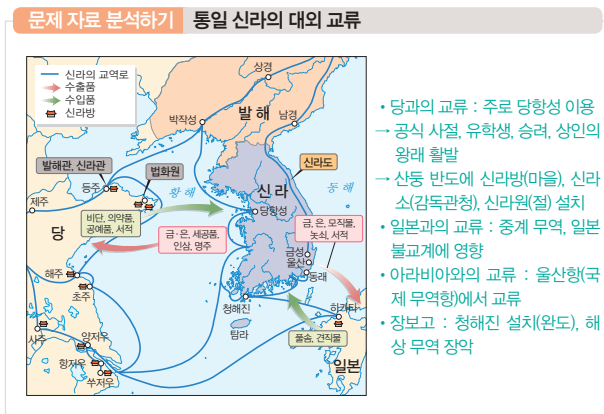 문제 자료 분석하기 통일 신라의 대외 교류
신라의 교역로
수출품
수입품
신라방
상경
발해
박작성
남경
발해관, 신라관
법화원
신라도
등주
황해
동해
제주
신라
당항성
비단, 의약품,
공예품, 서적
당
금·은, 세공품,
인삼, 명주
금, 은, 모직물,
놋쇠, 서적
금성
울산
동래
해주
초주
청해진
하카타
탐라
사주
양저우
풀솜, 견직물
항저우
쑤저우
일본
• 당과의 교류 : 주로 당항성 이용
→ 공식 사절, 유학생, 승려, 상인의
왕래 활발
→ 산둥 반도에 신라방(마을), 신라
소(감독관청), 신라원(절) 설치
• 일본과의 교류 : 중계 무역, 일본
불교계에 영향
• 아라비아와의 교류 : 울산항(국
제 무역항)에서 교류
• 장보고 : 청해진 설치(완도), 해
상 무역 장악